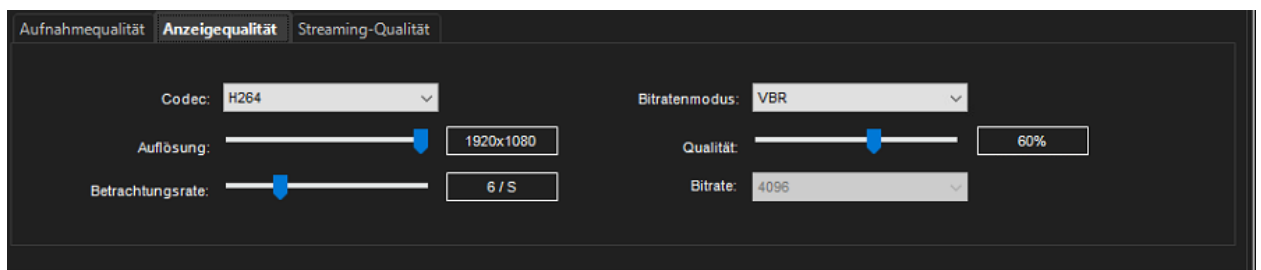 Aufnahmequalität Anzeigequalität Streaming-Qualität
Codec: H264 Bitratenmodus: VBR
Auflösung: 1920x1080 Qualität: 60%
Betrachtungsrate: 6 / S Bitrate: 4096